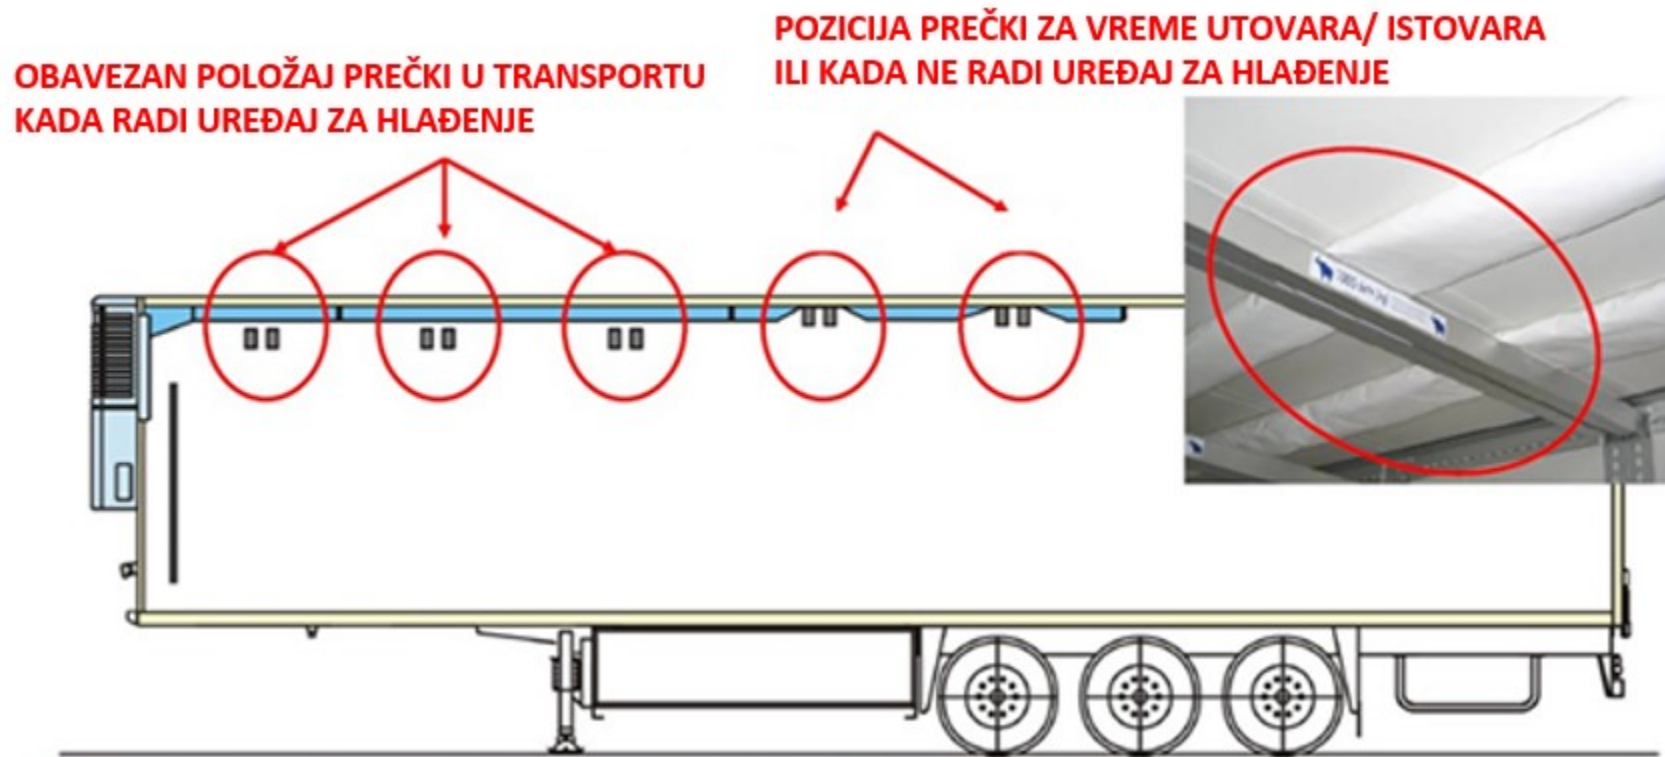 OBAVEZAN POLOŽAJ PREČKI U TRANSPORTU
KADA RADI UREĐAJ ZA HLAĐENJE
POZICIJA PREČKI ZA VREME UTOVARA/ ISTOVARA
ILI KADA NE RADI UREĐAJ ZA HLAĐENJE